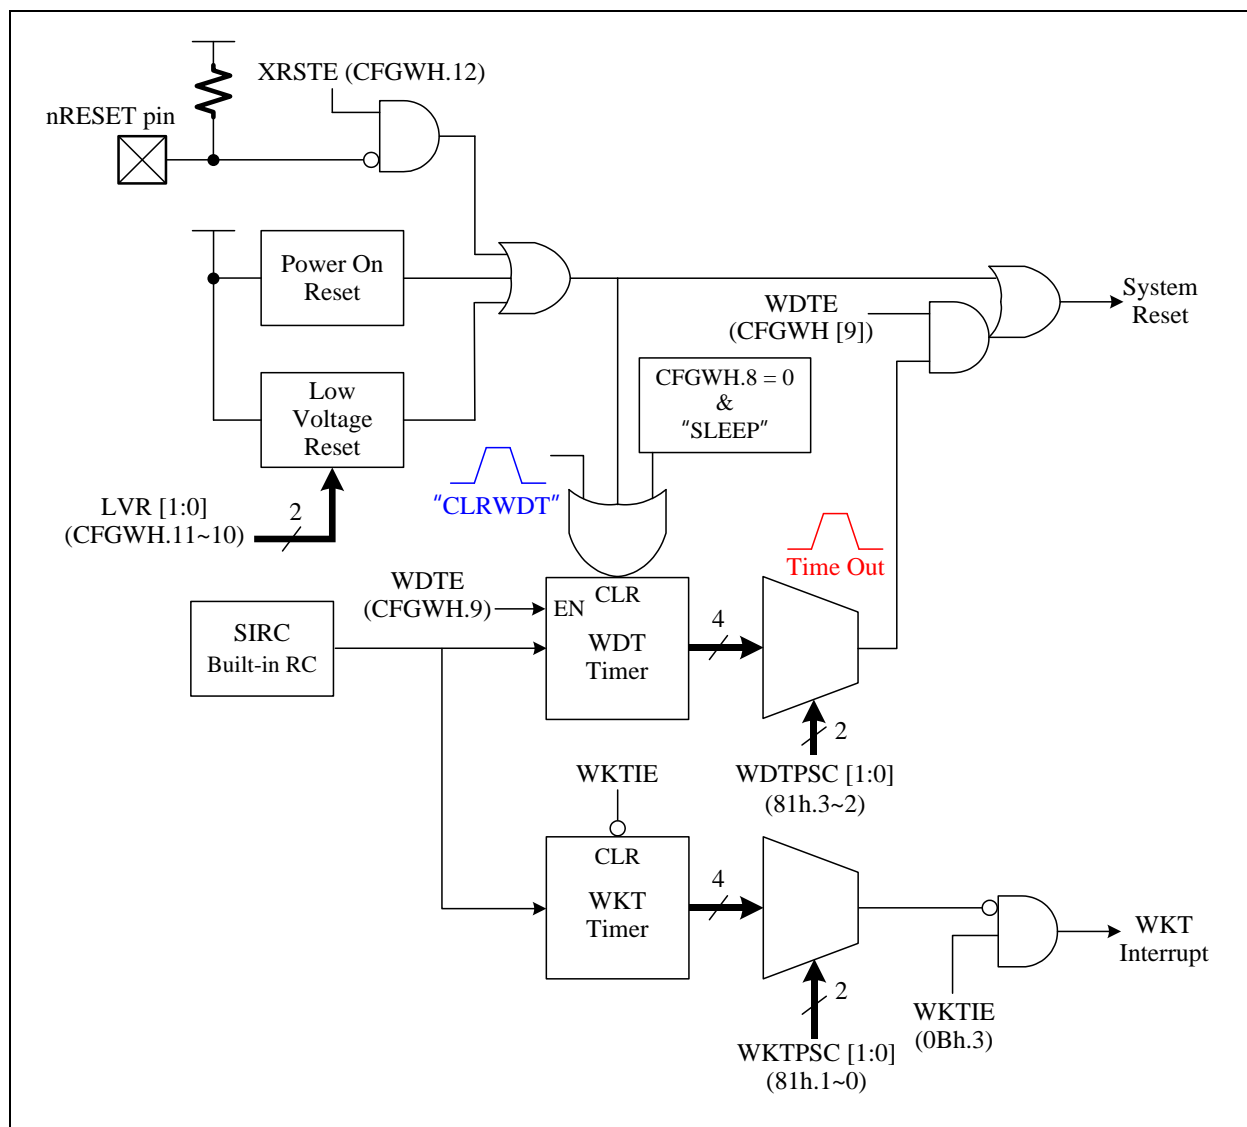 XRSTE (CFGWH.12)
nRESET pin
Power On
Reset
WDTE
(CFGWH [9])
System
Reset
Low
Voltage
Reset
CFGWH.8 = 0
&
"SLEEP"
LVR [1:0]
(CFGWH.11~10)
2
"CLRWDT"
Time Out
WDTE
(CFGWH.9)
CLR
EN
WDT
Timer
4
SIRC
Built-in RC
2
WDTPSC [1:0]
(81h.3~2)
WKTIE
CLR
WKT
Timer
4
WKT
Interrupt
2
WKTIE
(0Bh.3)
WKTPSC [1:0]
(81h.1~0)